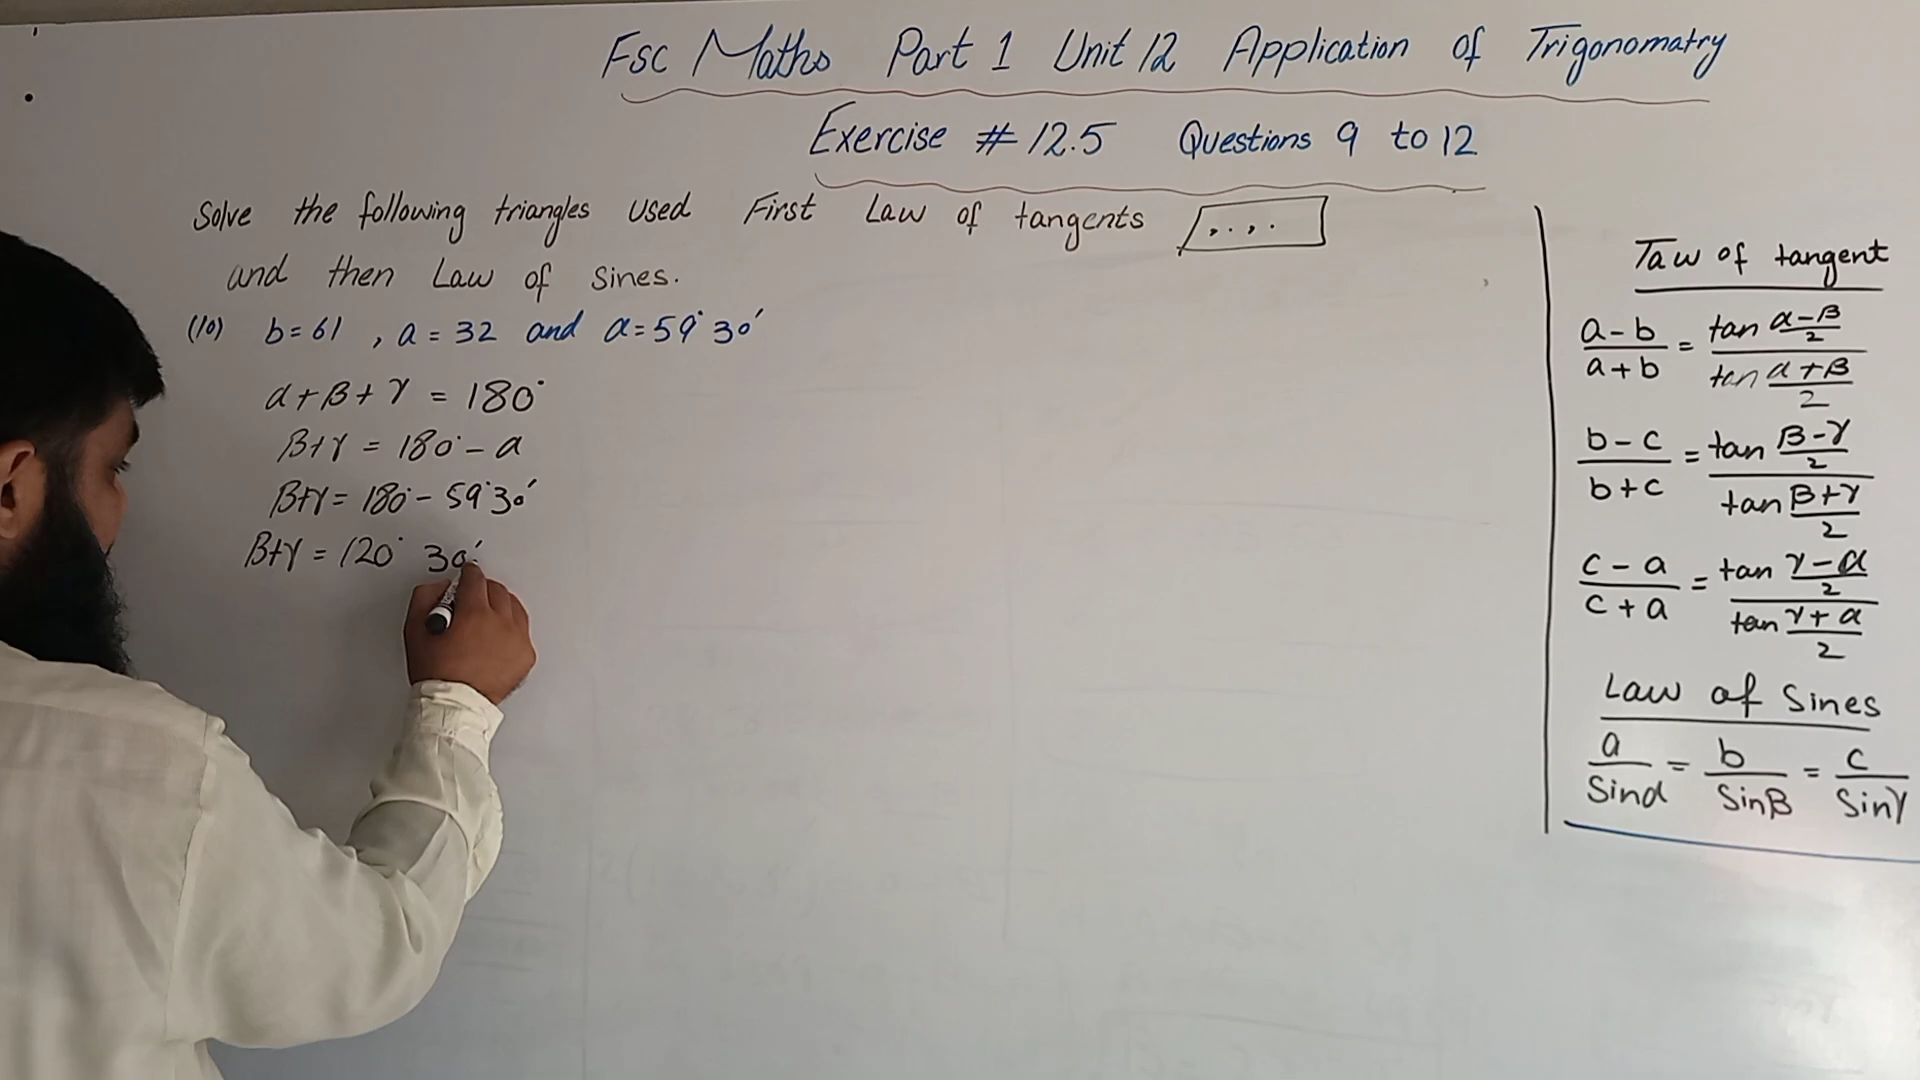 Fsc Maths Part 1 Unit 12 Application of Trigonomatry
Exercise # 12.5 Questions 9 to 12
Solve the following triangles used First Law of tangents
and then Law of Sines.
(10) b = 61 , a = 32 and α = 59° 30′
α + β + γ = 180°
β + γ = 180° - α
β + γ = 180° - 59° 30′
β + γ = 120° 30′
Taw of tangent
a - b / a + b = tan α - β / 2 / tan α + β / 2
b - c / b + c = tan β - γ / 2 / tan β + γ / 2
c - a / c + a = tan γ - α / 2 / tan γ + α / 2
Law of Sines
a / Sinα = b / Sinβ = c / Sinγ